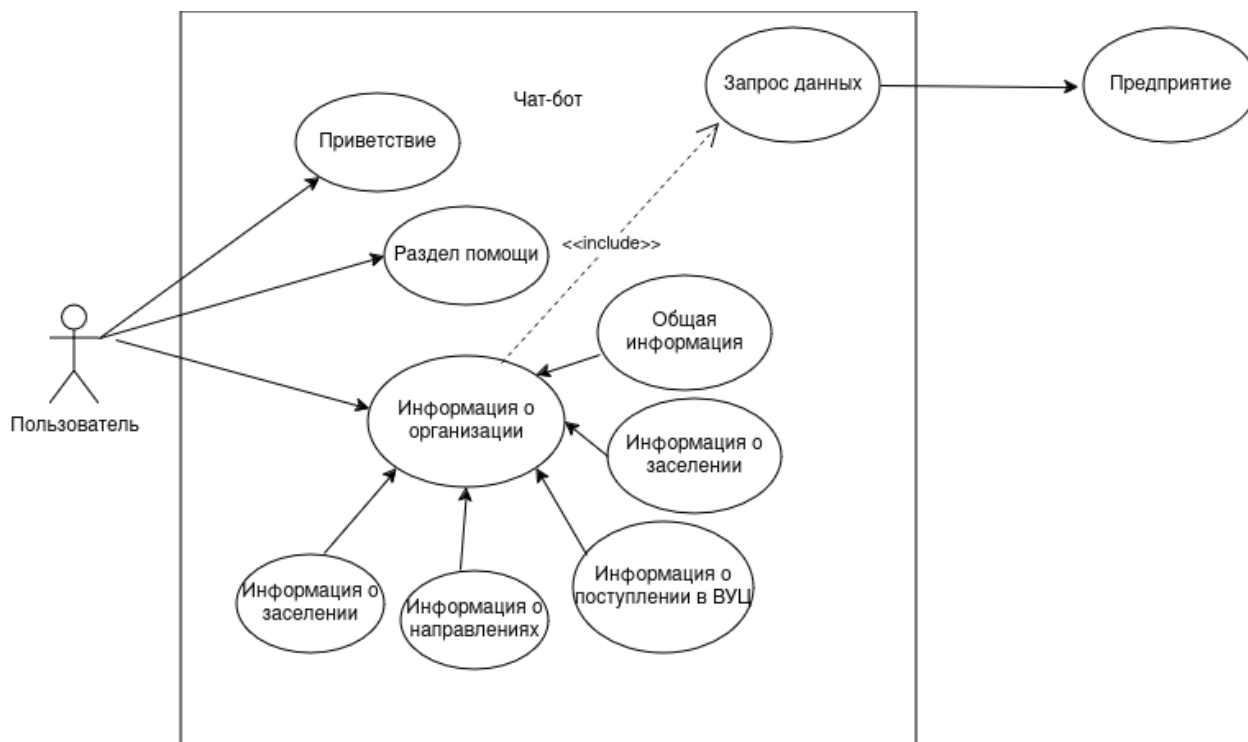 Запрос данных
Предприятие
Чат-бот
Приветствие
<<include>>
Раздел помощи
Общая
информация
Пользователь
Информация о
организации
Информация о
заселении
Информация о
заселении
Информация о
направлениях
Информация о
поступлении в ВУЦ